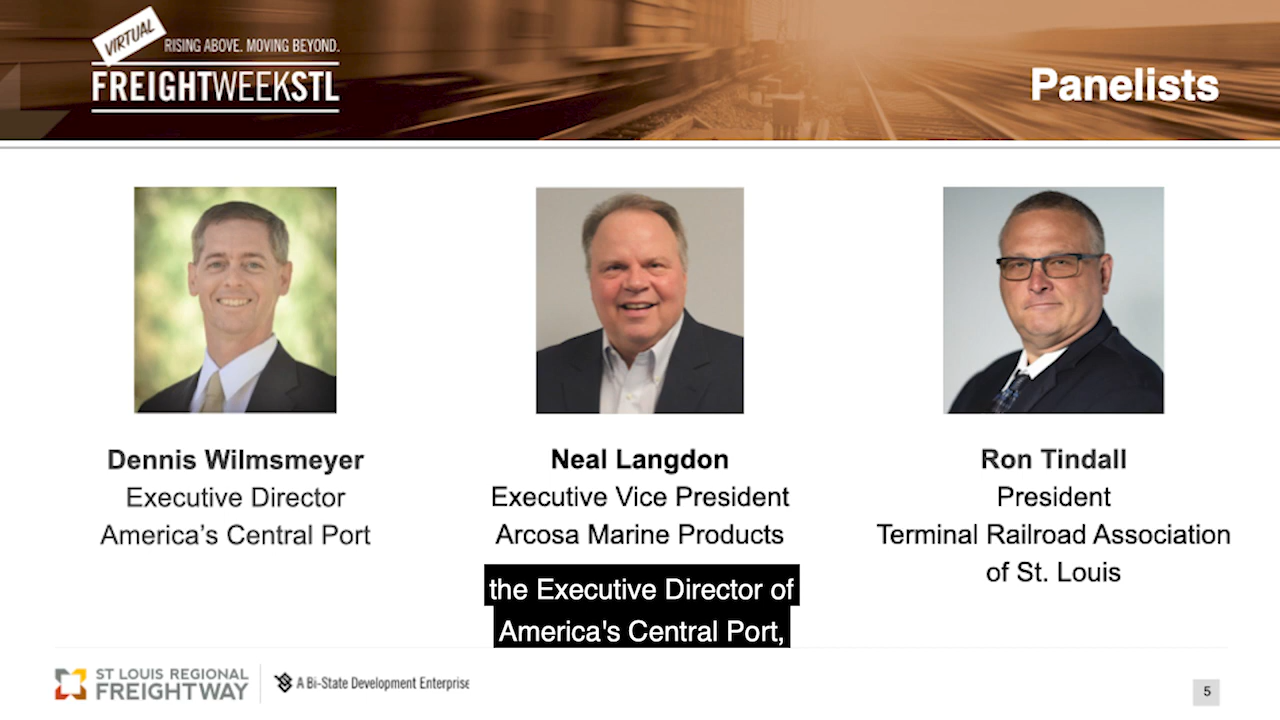 VIRTUAL
RISING ABOVE. MOVING BEYOND.
FREIGHTWEEKSTL
Panelists
Dennis Wilmsmeyer
Executive Director
America’s Central Port
Neal Langdon
Executive Vice President
Arcosa Marine Products
Ron Tindall
President
Terminal Railroad Association
of St. Louis
the Executive Director of
America's Central Port,
ST LOUIS REGIONAL
FREIGHTWAY
A Bi-State Development Enterprise
5